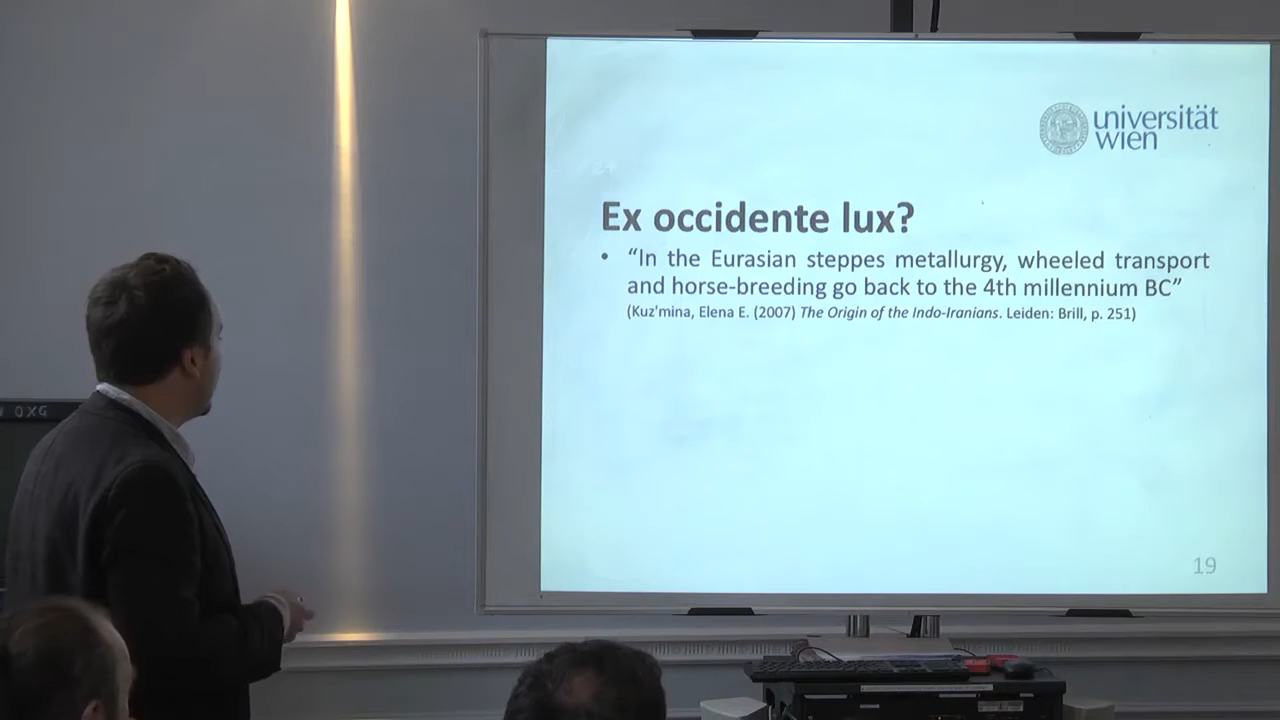 universität
wien
Ex occidente lux?
• “In the Eurasian steppes metallurgy, wheeled transport
and horse-breeding go back to the 4th millennium BC”
(Kuz'mina, Elena E. (2007) The Origin of the Indo-Iranians. Leiden: Brill, p. 251)
19